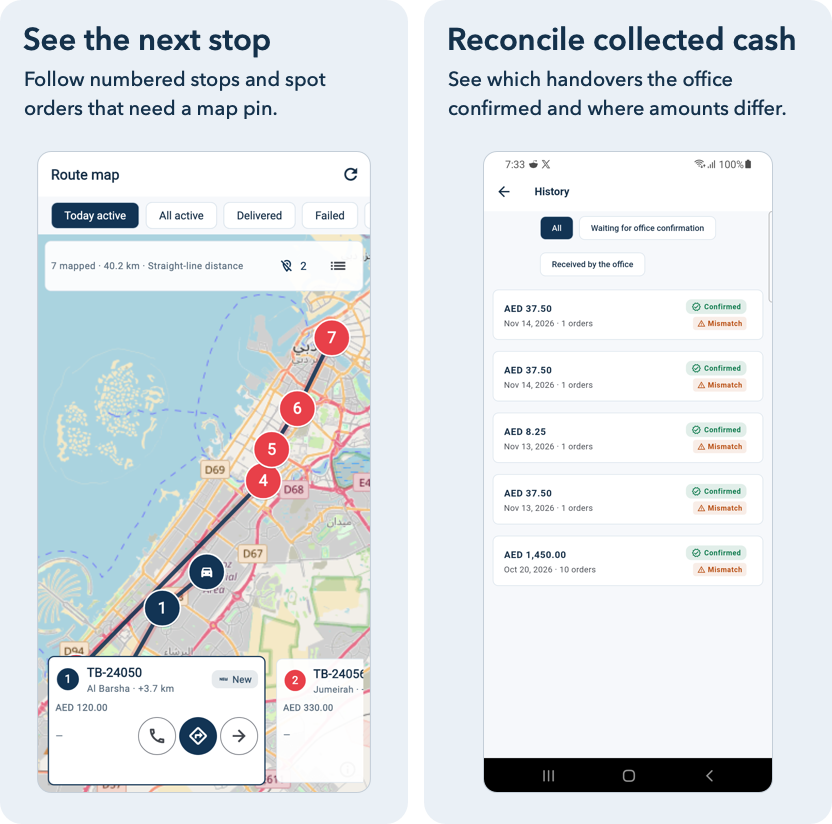 See the next stop
Follow numbered stops and spot
orders that need a map pin.
Route map
Today active
All active
Delivered
Failed
7 mapped · 40.2 km · Straight-line distance
2
7
6
5
4
D69
D68
E4
ميدان
D67
1
D94
البرشاء
1
TB-24050
New
Al Barsha · +3.7 km
AED 120.00
–
2
TB-24056
Jumeirah ·
AED 330.00
–
Reconcile collected cash
See which handovers the office
confirmed and where amounts differ.
7:33
100%
History
All
Waiting for office confirmation
Received by the office
AED 37.50
Confirmed
Nov 14, 2026 · 1 orders
Mismatch
AED 37.50
Confirmed
Nov 14, 2026 · 1 orders
Mismatch
AED 8.25
Confirmed
Nov 13, 2026 · 1 orders
Mismatch
AED 37.50
Confirmed
Nov 13, 2026 · 1 orders
Mismatch
AED 1,450.00
Confirmed
Oct 20, 2026 · 10 orders
Mismatch